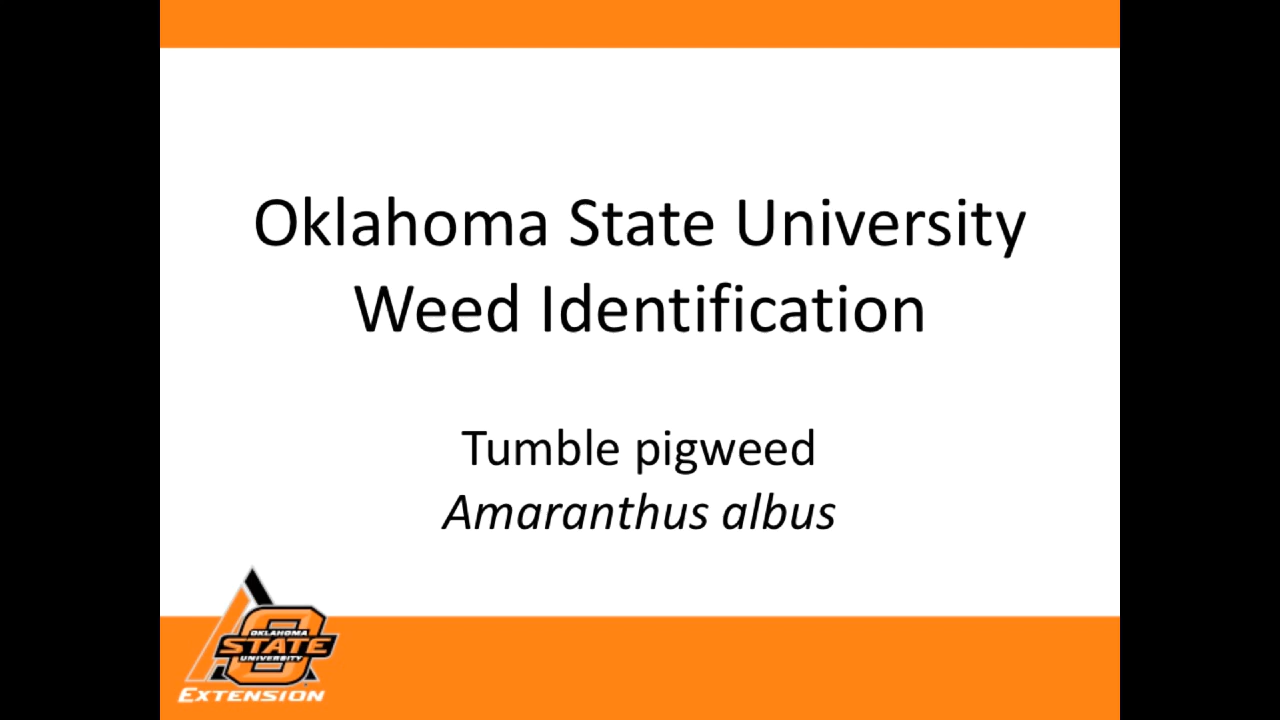 Oklahoma State University
Weed Identification
Tumble pigweed
Amaranthus albus
OKLAHOMA
STATE
UNIVERSITY
EXTENSION